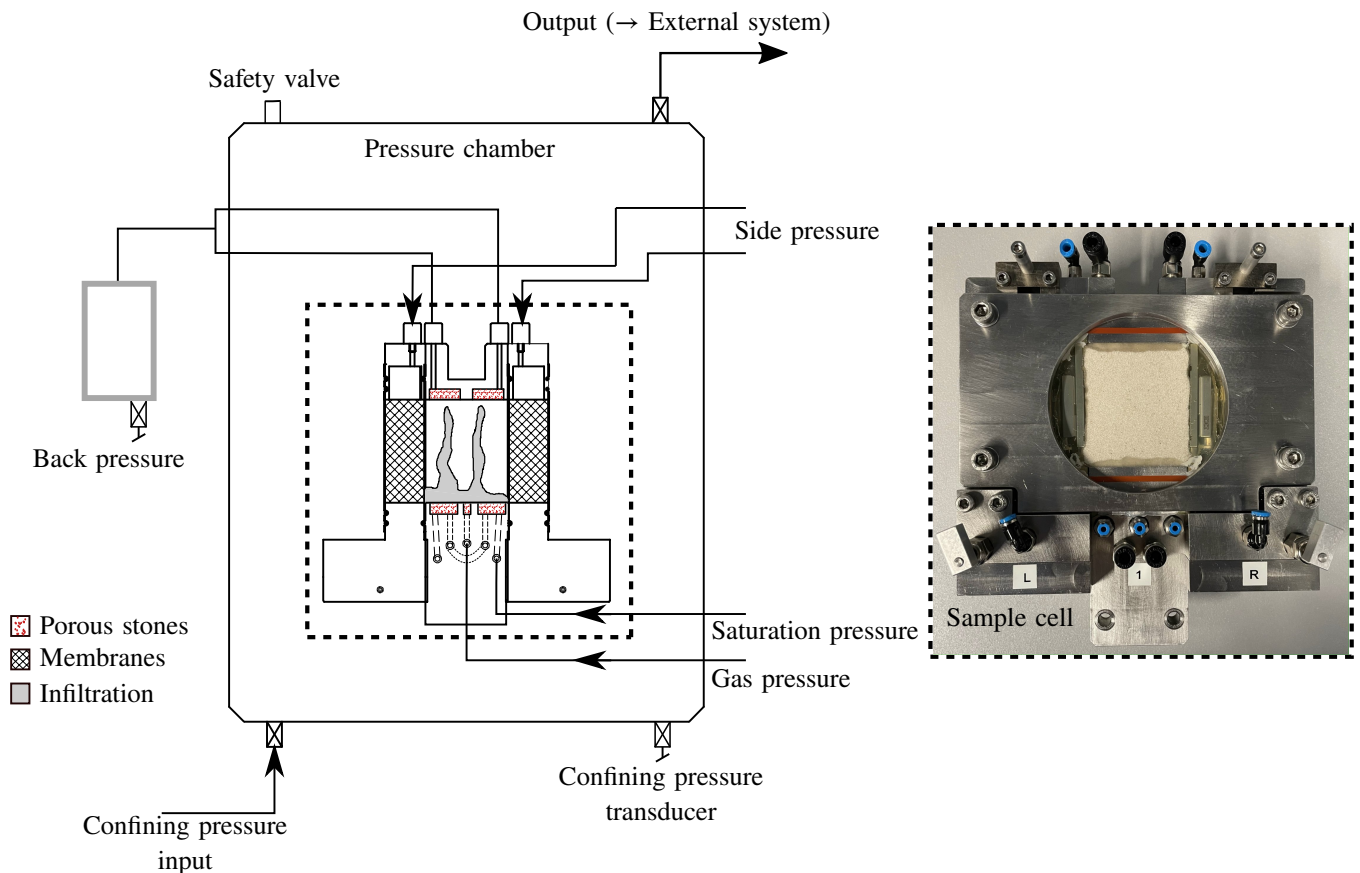 Output (→ External system)
Safety valve
Pressure chamber
Side pressure
Back pressure
Porous stones
Membranes
Infiltration
Saturation pressure
Gas pressure
Confining pressure
transducer
Confining pressure
input
L
1
R
Sample cell